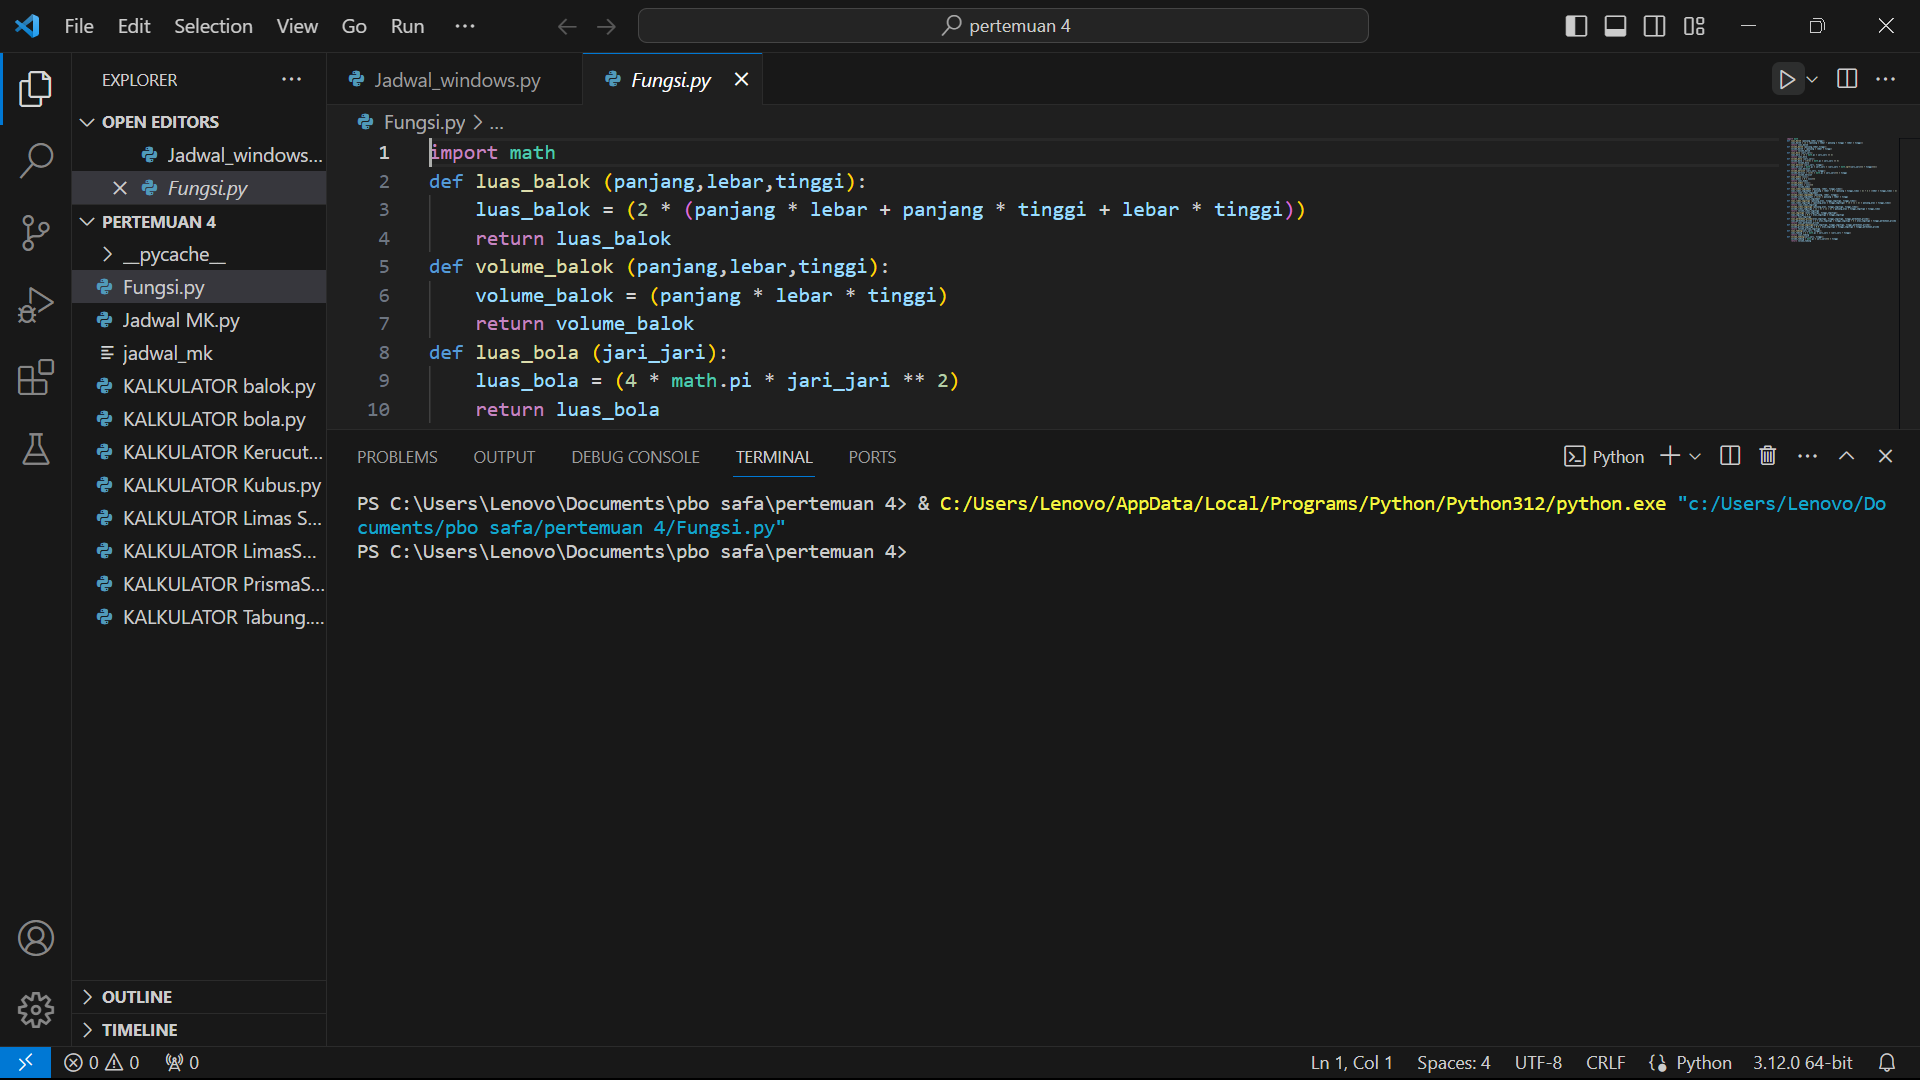 File Edit Selection View Go Run ···
pertemuan 4
EXPLORER ···
OPEN EDITORS
Jadwal_windows...
Fungsi.py
PERTEMUAN 4
__pycache__
Fungsi.py
Jadwal MK.py
jadwal_mk
KALKULATOR balok.py
KALKULATOR bola.py
KALKULATOR Kerucut...
KALKULATOR Kubus.py
KALKULATOR Limas S...
KALKULATOR LimasS...
KALKULATOR PrismaS...
KALKULATOR Tabung....
OUTLINE
TIMELINE
Jadwal_windows.py Fungsi.py
Fungsi.py > ...
1 import math
2 def luas_balok (panjang,lebar,tinggi):
3 luas_balok = (2 * (panjang * lebar + panjang * tinggi + lebar * tinggi))
4 return luas_balok
5 def volume_balok (panjang,lebar,tinggi):
6 volume_balok = (panjang * lebar * tinggi)
7 return volume_balok
8 def luas_bola (jari_jari):
9 luas_bola = (4 * math.pi * jari_jari ** 2)
10 return luas_bola
PROBLEMS OUTPUT DEBUG CONSOLE TERMINAL PORTS Python
PS C:\Users\Lenovo\Documents\pbo safa\pertemuan 4> & C:/Users/Lenovo/AppData/Local/Programs/Python/Python312/python.exe "c:/Users/Lenovo/Do
cuments/pbo safa/pertemuan 4/Fungsi.py"
PS C:\Users\Lenovo\Documents\pbo safa\pertemuan 4>
0 0 0 Ln 1, Col 1 Spaces: 4 UTF-8 CRLF Python 3.12.0 64-bit